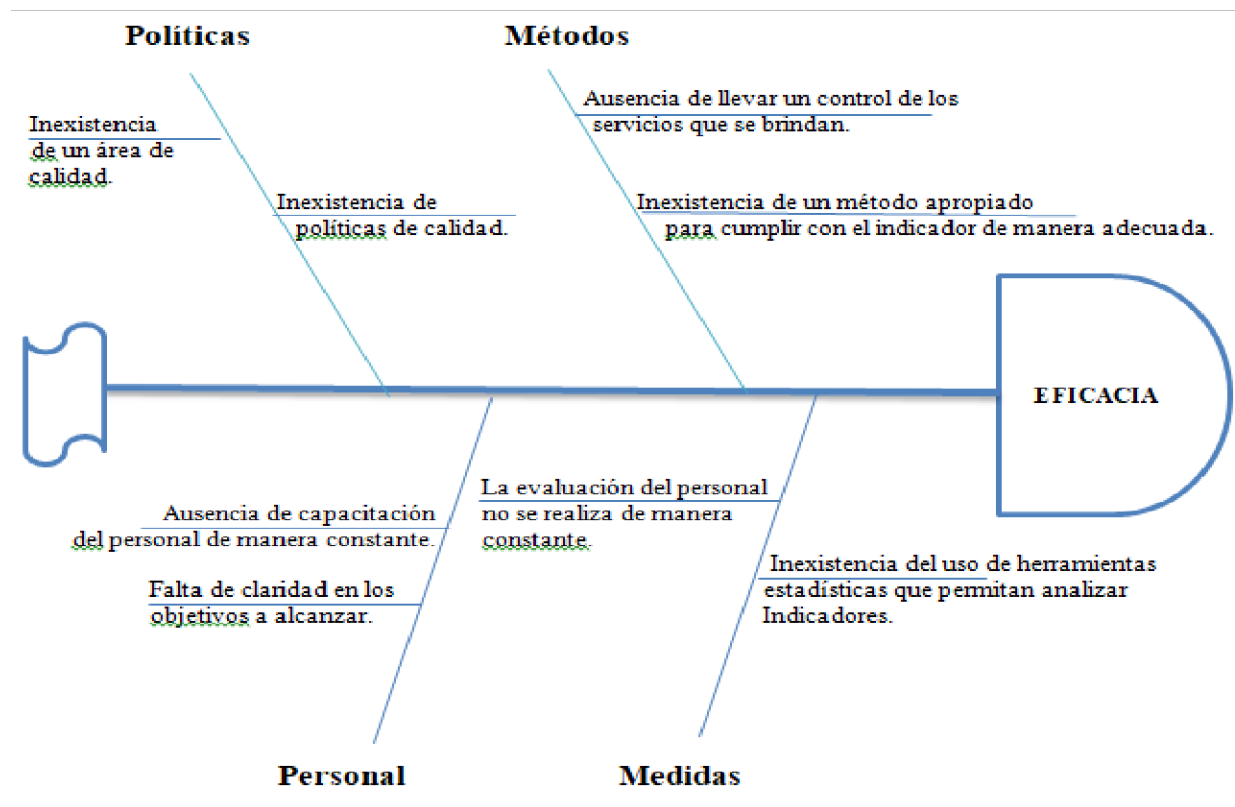 Políticas
Métodos
Inexistencia
de un área de
calidad.
Inexistencia de
políticas de calidad.
Ausencia de llevar un control de los
servicios que se brindan.
Inexistencia de un método apropiado
para cumplir con el indicador de manera adecuada.
EFICACIA
Ausencia de capacitación
del personal de manera constante.
Falta de claridad en los
objetivos a alcanzar.
La evaluación del personal
no se realiza de manera
constante.
Inexistencia del uso de herramientas
estadísticas que permitan analizar
Indicadores.
Personal
Medidas